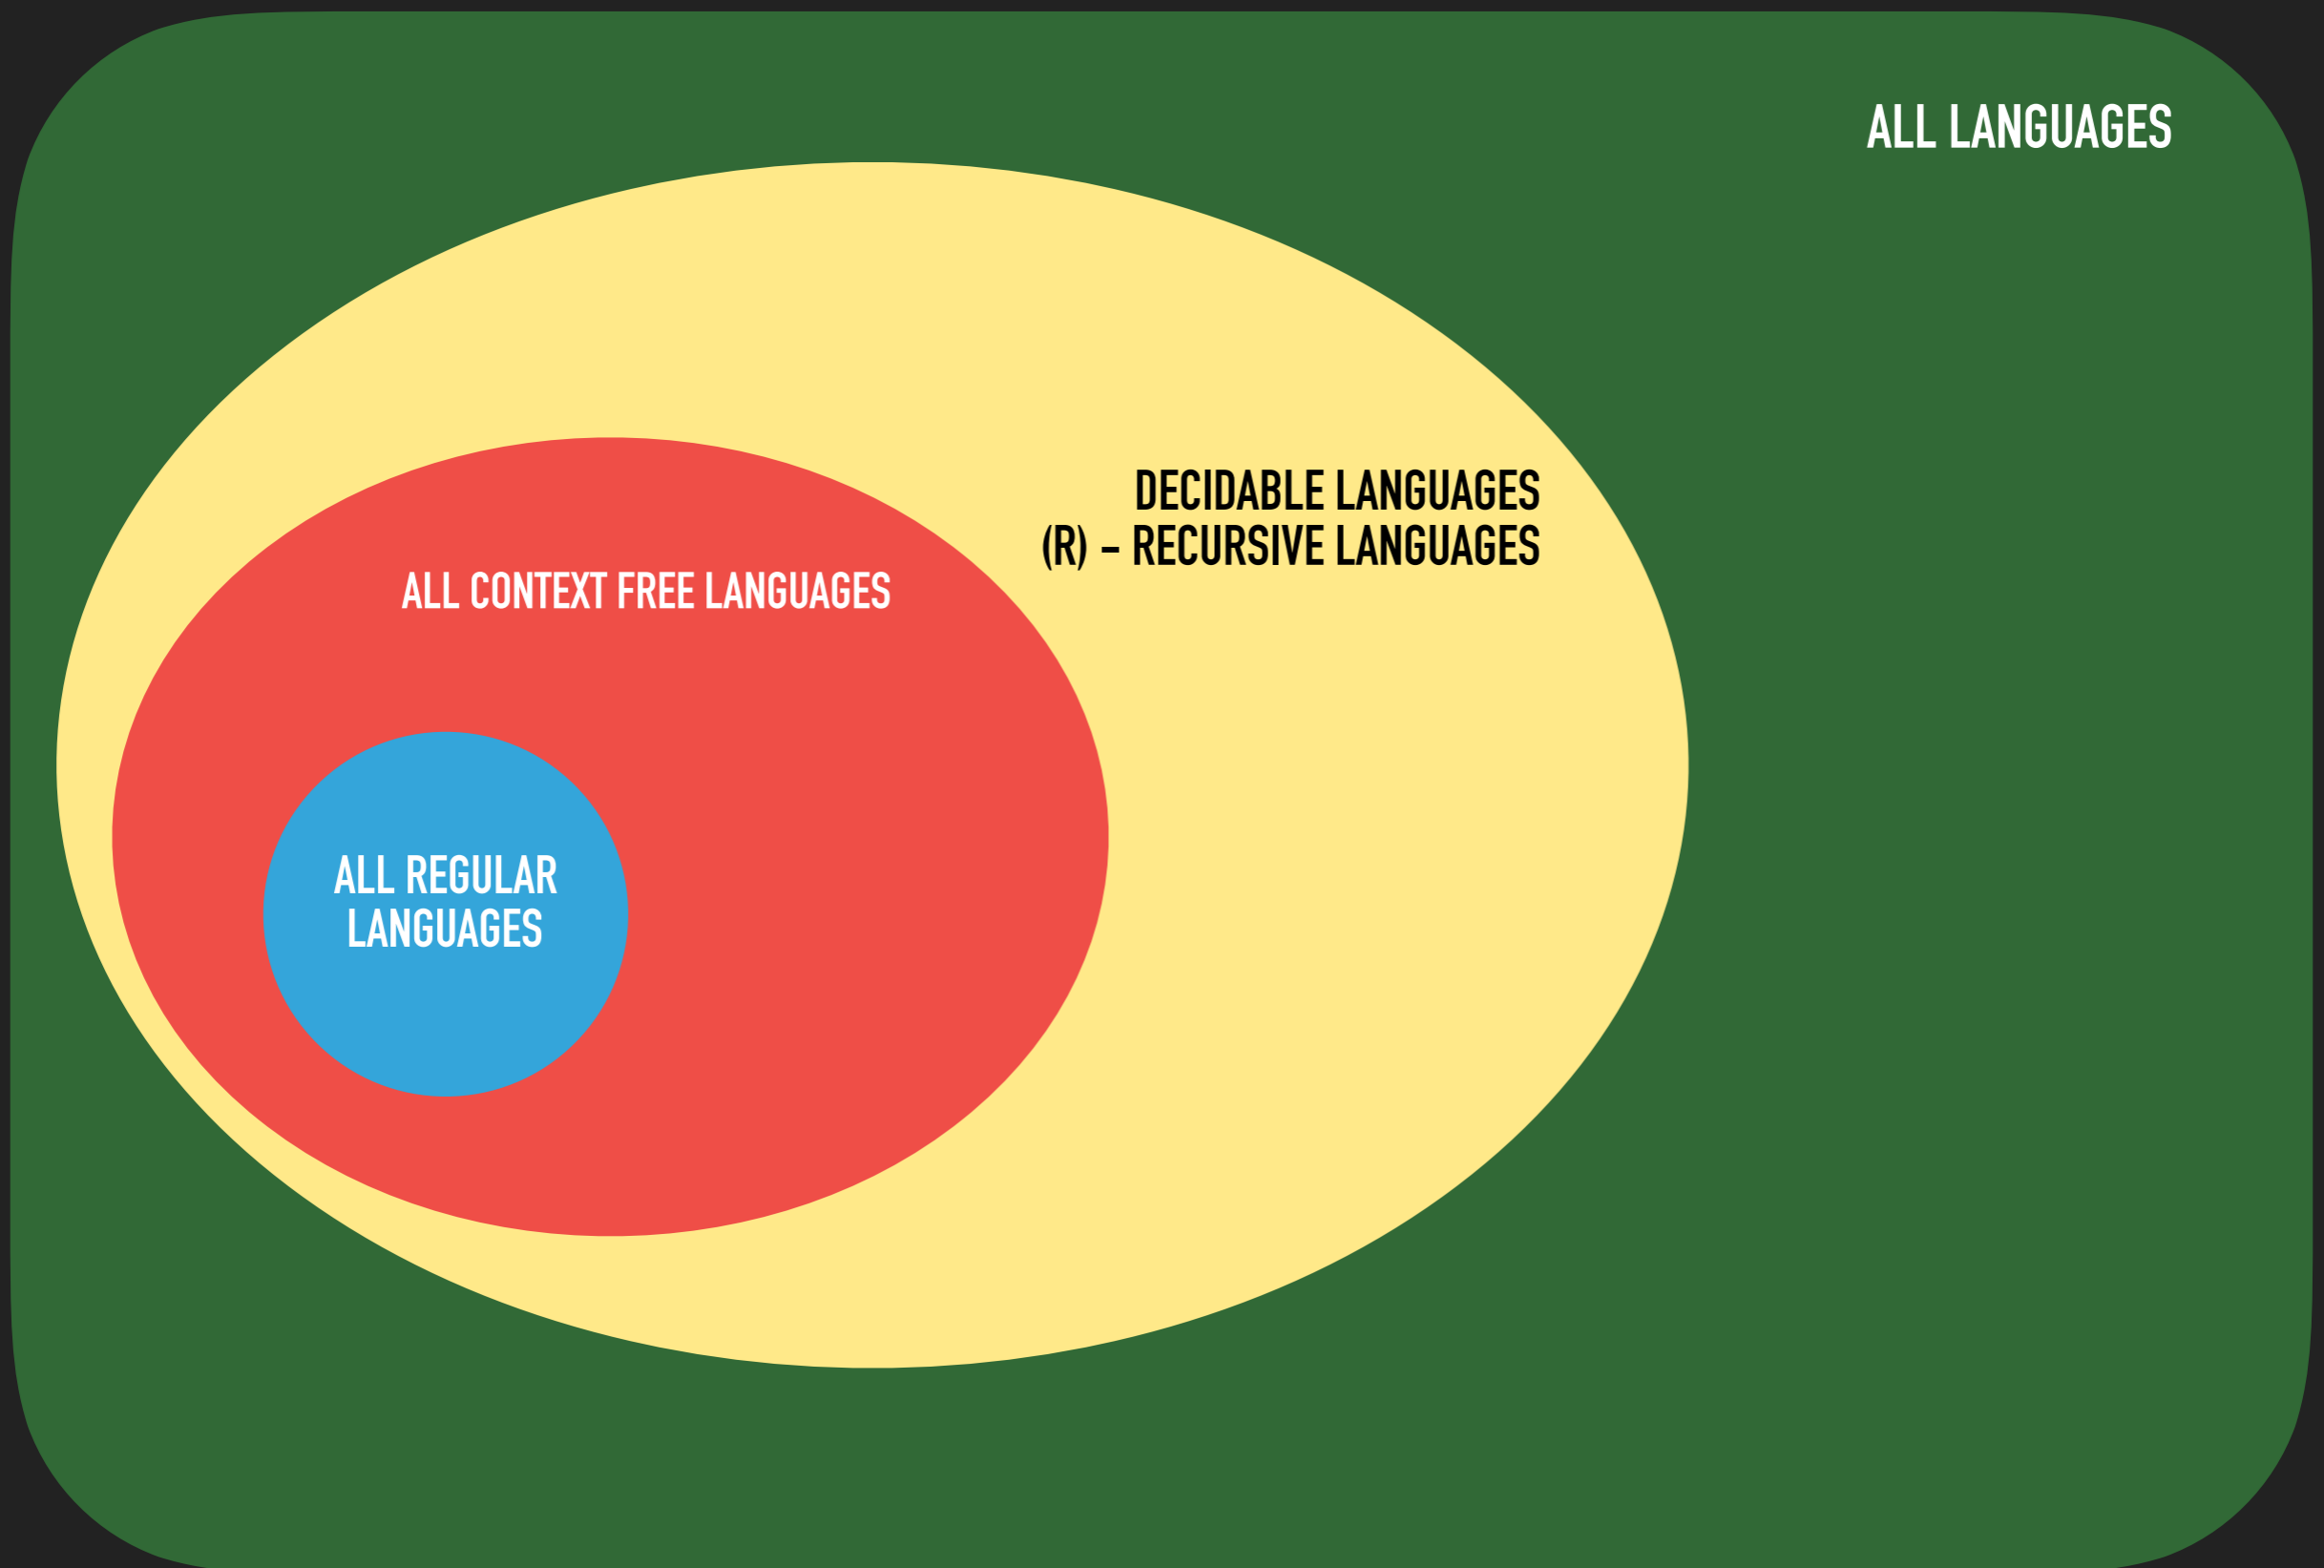 ALL LANGUAGES
DECIDABLE LANGUAGES
(R) – RECURSIVE LANGUAGES
ALL CONTEXT FREE LANGUAGES
ALL REGULAR
LANGUAGES